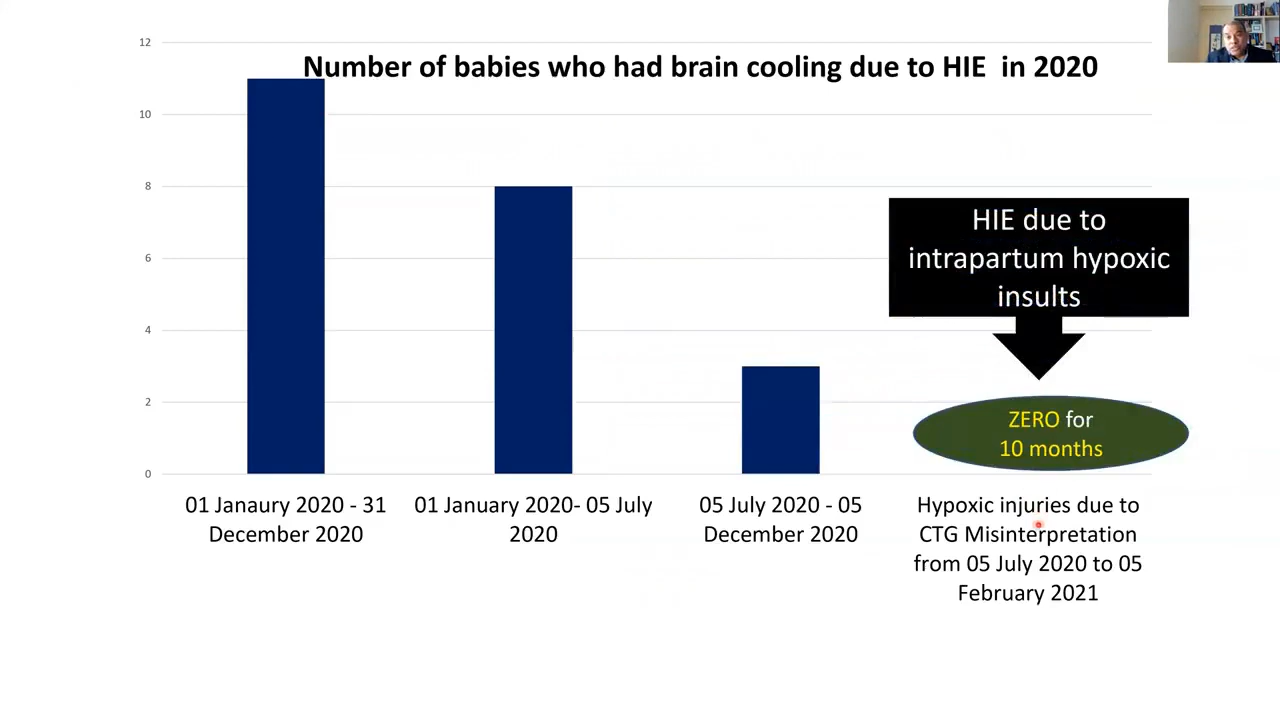 Number of babies who had brain cooling due to HIE in 2020
12
10
8
6
4
2
0
HIE due to
intrapartum hypoxic
insults
ZERO for
10 months
01 Janaury 2020 - 31
December 2020
01 January 2020- 05 July
2020
05 July 2020 - 05
December 2020
Hypoxic injuries due to
CTG Misinterpretation
from 05 July 2020 to 05
February 2021